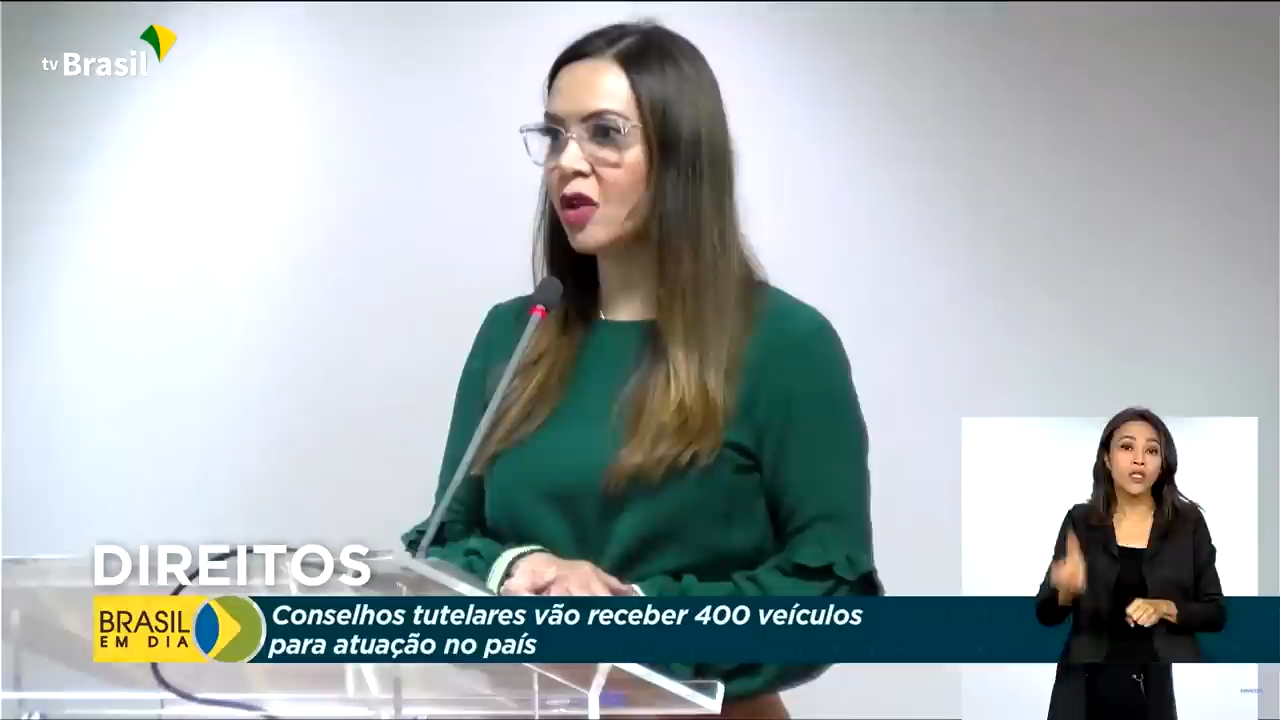 tv Brasil
DIREITOS
BRASIL
EM DIA
Conselhos tutelares vão receber 400 veículos
para atuação no país